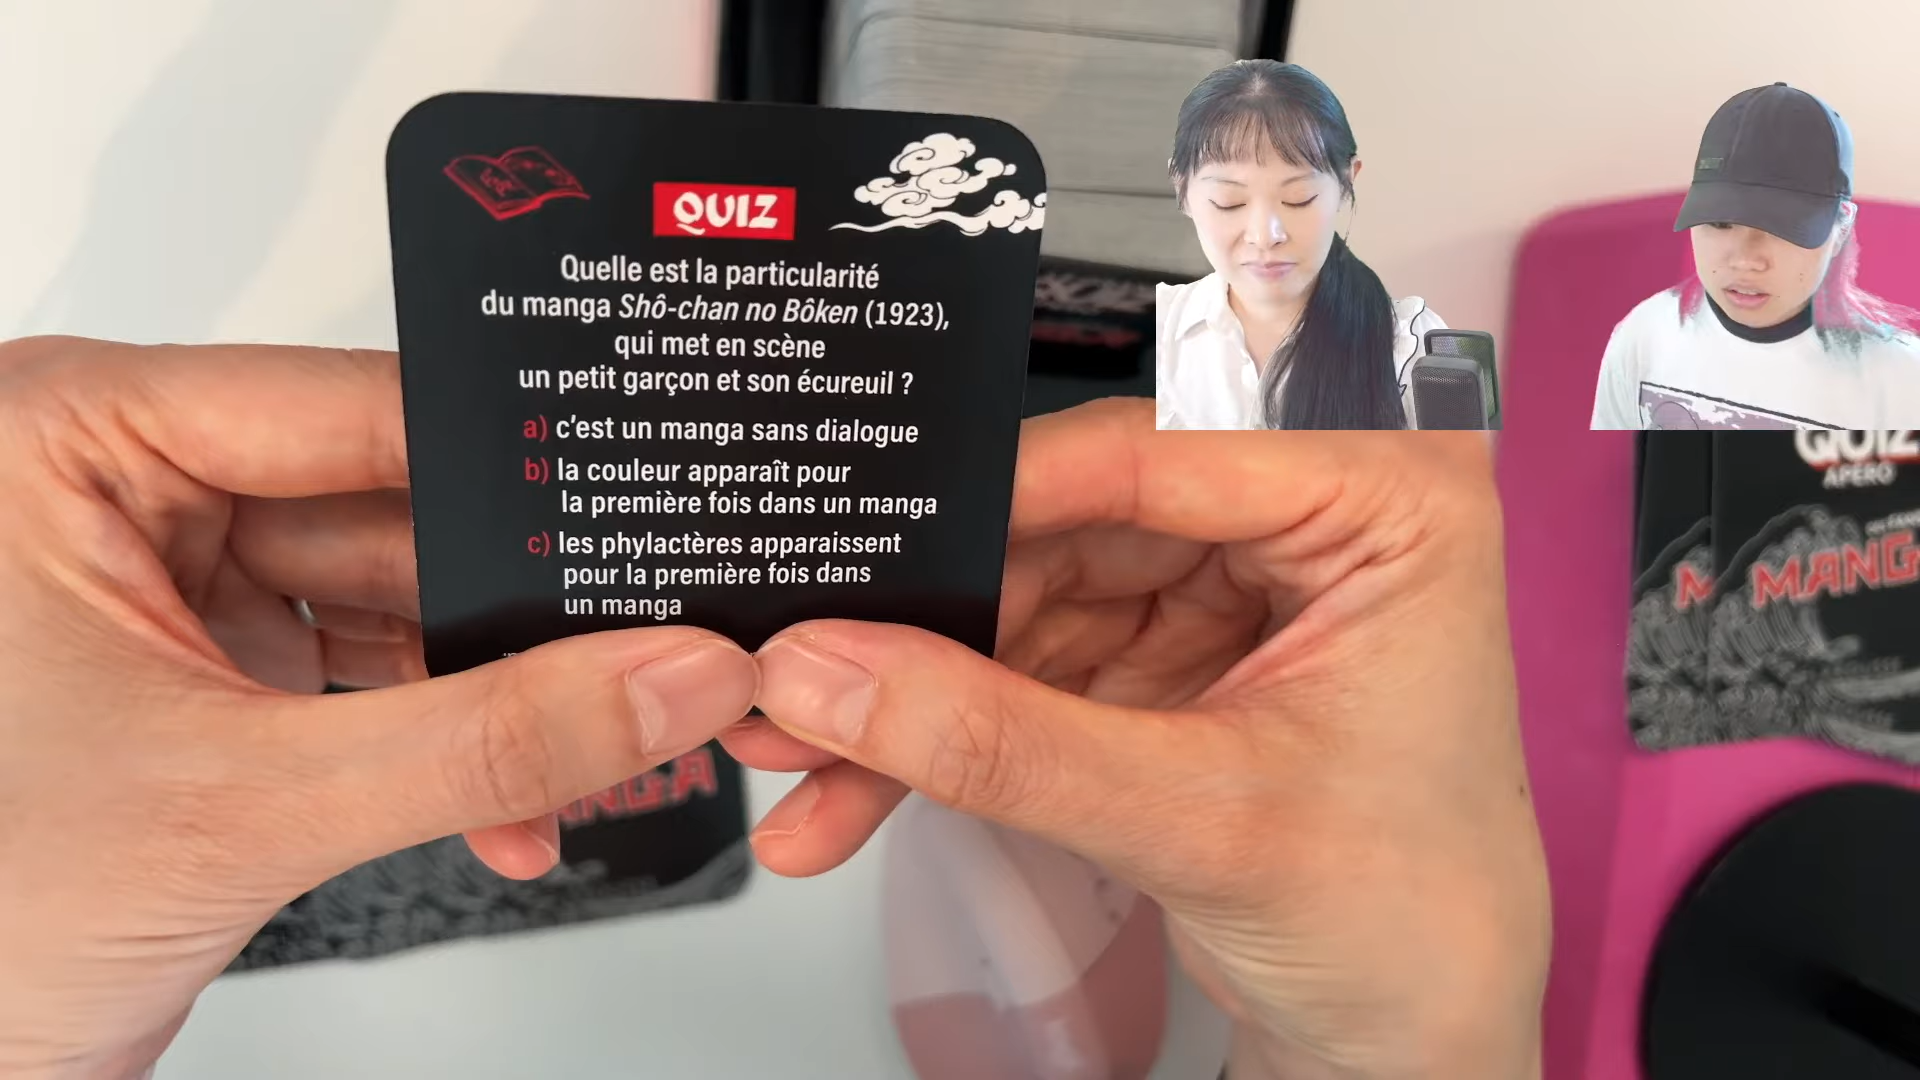 QUIZ
Quelle est la particularité
du manga Shô-chan no Bôken (1923),
qui met en scène
un petit garçon et son écureuil ?
a) c'est un manga sans dialogue
b) la couleur apparaît pour
la première fois dans un manga
c) les phylactères apparaissent
pour la première fois dans
un manga
QUIZ
APÉRO
MANG
M
ANGA